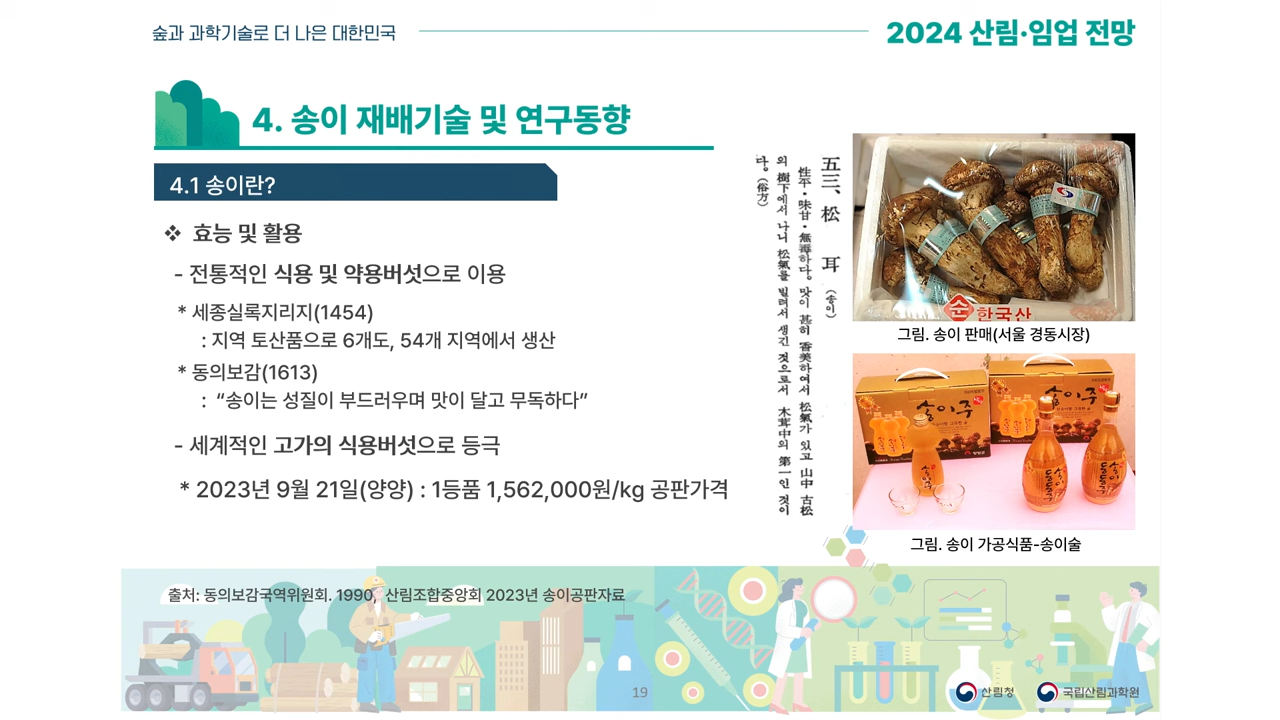 숲과 과학기술로 더 나은 대한민국
2024 산림·임업 전망
4. 송이 재배기술 및 연구동향
4.1 송이란?
❖ 효능 및 활용
- 전통적인 식용 및 약용버섯으로 이용
* 세종실록지리지(1454)
: 지역 토산품으로 6개도, 54개 지역에서 생산
* 동의보감(1613)
: “송이는 성질이 부드러우며 맛이 달고 무독하다”
- 세계적인 고가의 식용버섯으로 등극
* 2023년 9월 21일(양양) : 1등품 1,562,000원/kg 공판가격
五三、松 耳 (송이)
性平·味甘·無毒하다。맛이 甚히 香美하여서 松氣가 있고 山中 古松
의 樹下에서 나니 松氣를 빌려서 생긴 것으로서 木茸中의 第一인 것이
다。(俗方)
순 한국산
그림. 송이 판매(서울 경동시장)
송이주
송이주
송이
동동주
송이
동동주
그림. 송이 가공식품-송이술
출처: 동의보감국역위원회. 1990, 산림조합중앙회 2023년 송이공판자료
19
산림청
국립산림과학원